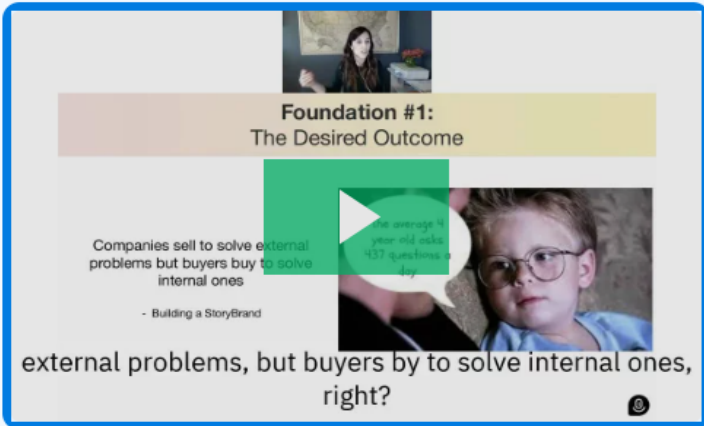 Foundation #1:
The Desired Outcome
Companies sell to solve external
problems but buyers buy to solve
internal ones
- Building a StoryBrand
the average 4
year old asks
437 questions a
day
external problems, but buyers by to solve internal ones,
right?